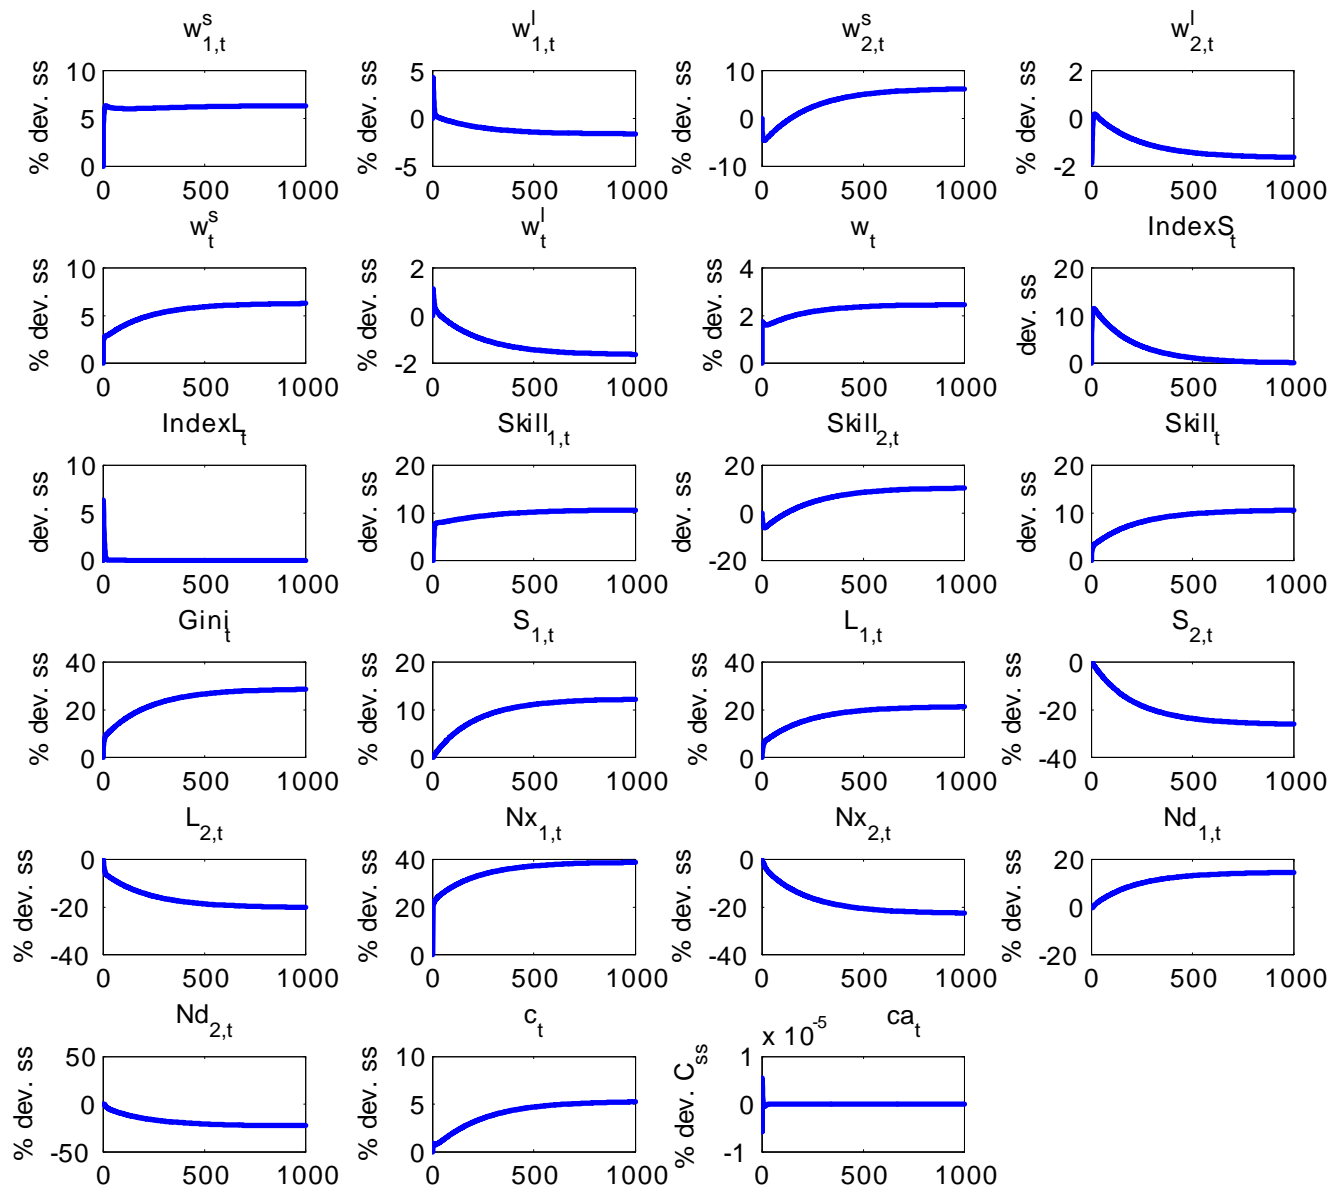 w^s_{1,t} w^l_{1,t} w^s_{2,t} w^l_{2,t}
% dev. ss 10 5 0 0 500 1000
% dev. ss 5 0 -5 0 500 1000
% dev. ss 10 0 -10 0 500 1000
% dev. ss 2 0 -2 0 500 1000
w^s_t w^l_t w_t IndexS_t
% dev. ss 10 5 0 0 500 1000
% dev. ss 2 0 -2 0 500 1000
% dev. ss 4 2 0 0 500 1000
dev. ss 20 10 0 0 500 1000
IndexL_t Skill_{1,t} Skill_{2,t} Skill_t
dev. ss 10 5 0 0 500 1000
dev. ss 20 10 0 0 500 1000
dev. ss 20 0 -20 0 500 1000
dev. ss 20 10 0 0 500 1000
Gini_t S_{1,t} L_{1,t} S_{2,t}
% dev. ss 40 20 0 0 500 1000
% dev. ss 20 10 0 0 500 1000
% dev. ss 40 20 0 0 500 1000
% dev. ss 0 -20 -40 0 500 1000
L_{2,t} Nx_{1,t} Nx_{2,t} Nd_{1,t}
% dev. ss 0 -20 -40 0 500 1000
% dev. ss 40 20 0 0 500 1000
% dev. ss 0 -20 -40 0 500 1000
% dev. ss 20 0 -20 0 500 1000
Nd_{2,t} c_t ca_t
% dev. ss 50 0 -50 0 500 1000
% dev. ss 10 5 0 0 500 1000
x 10^{-5}
% dev. C_{ss} 1 0 -1 0 500 1000